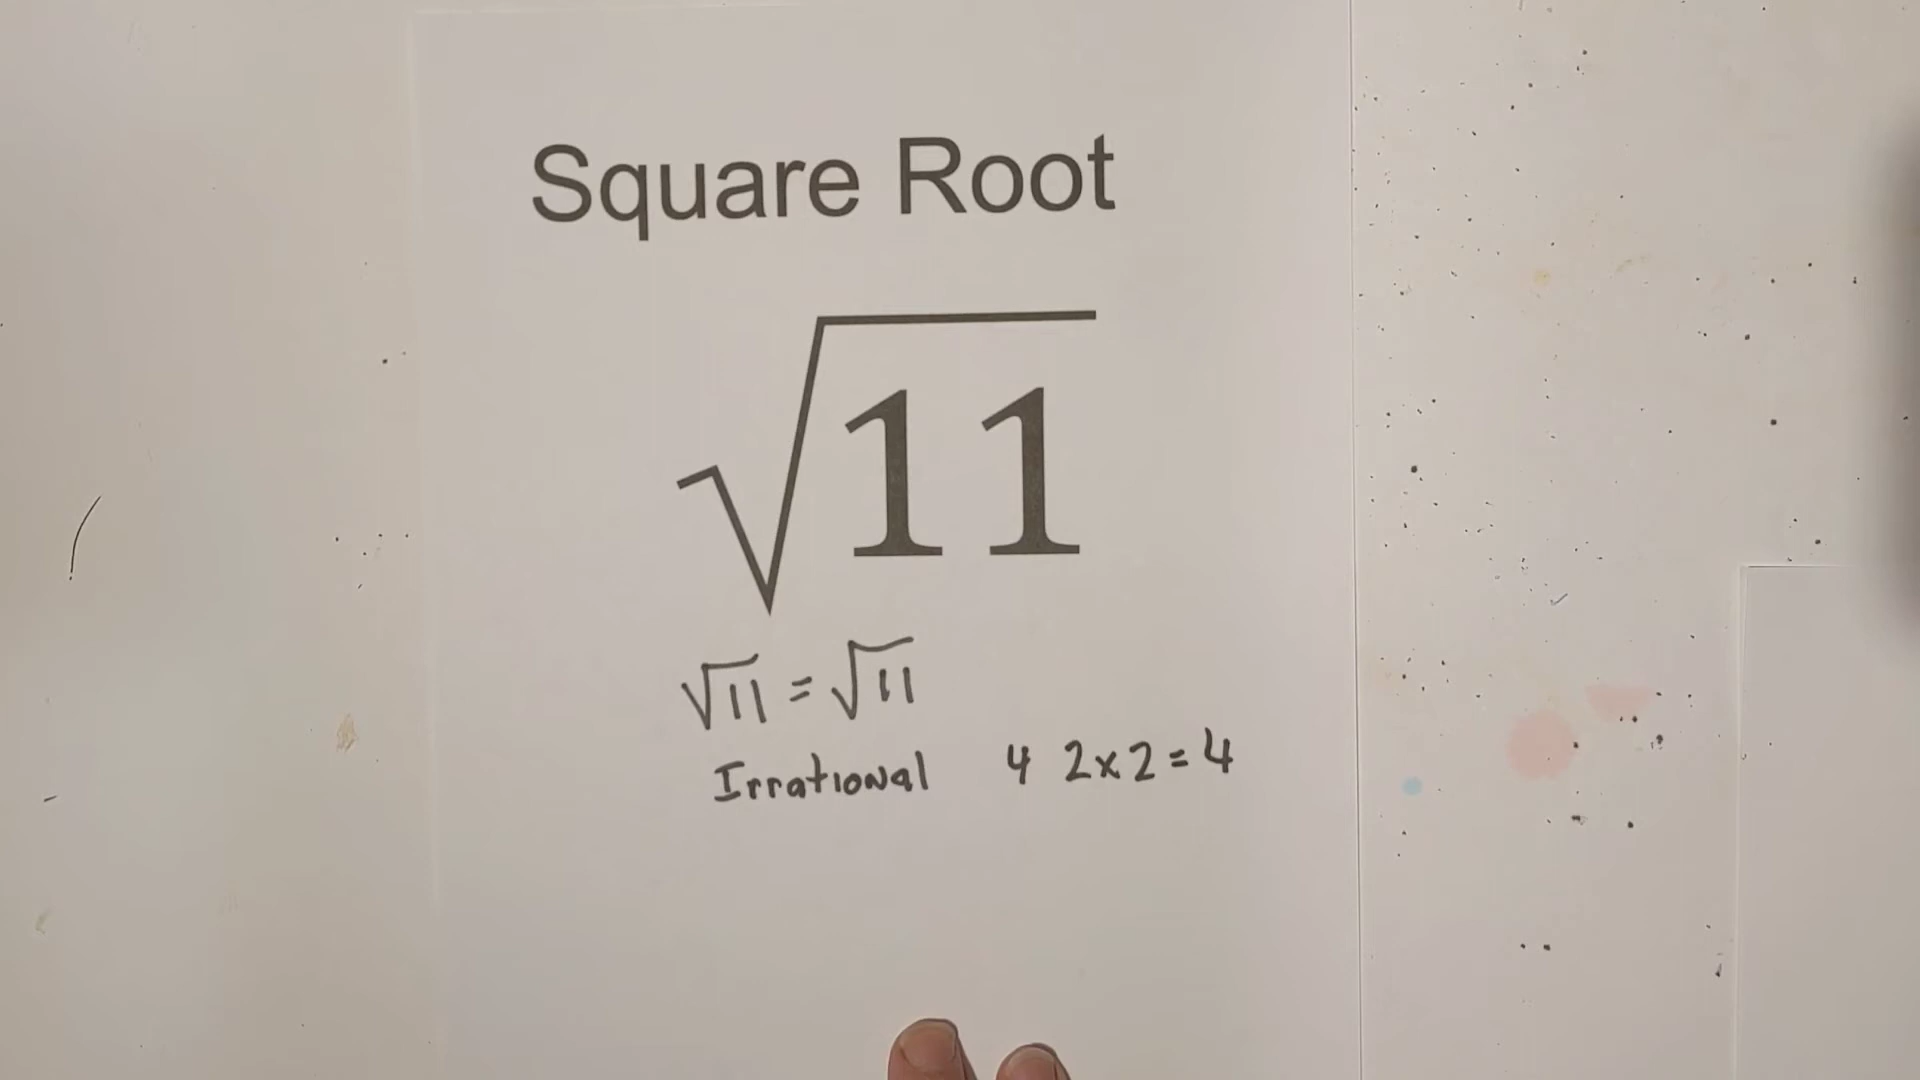 Square Root
√11
√11 = √11
Irrational 4 2x2=4